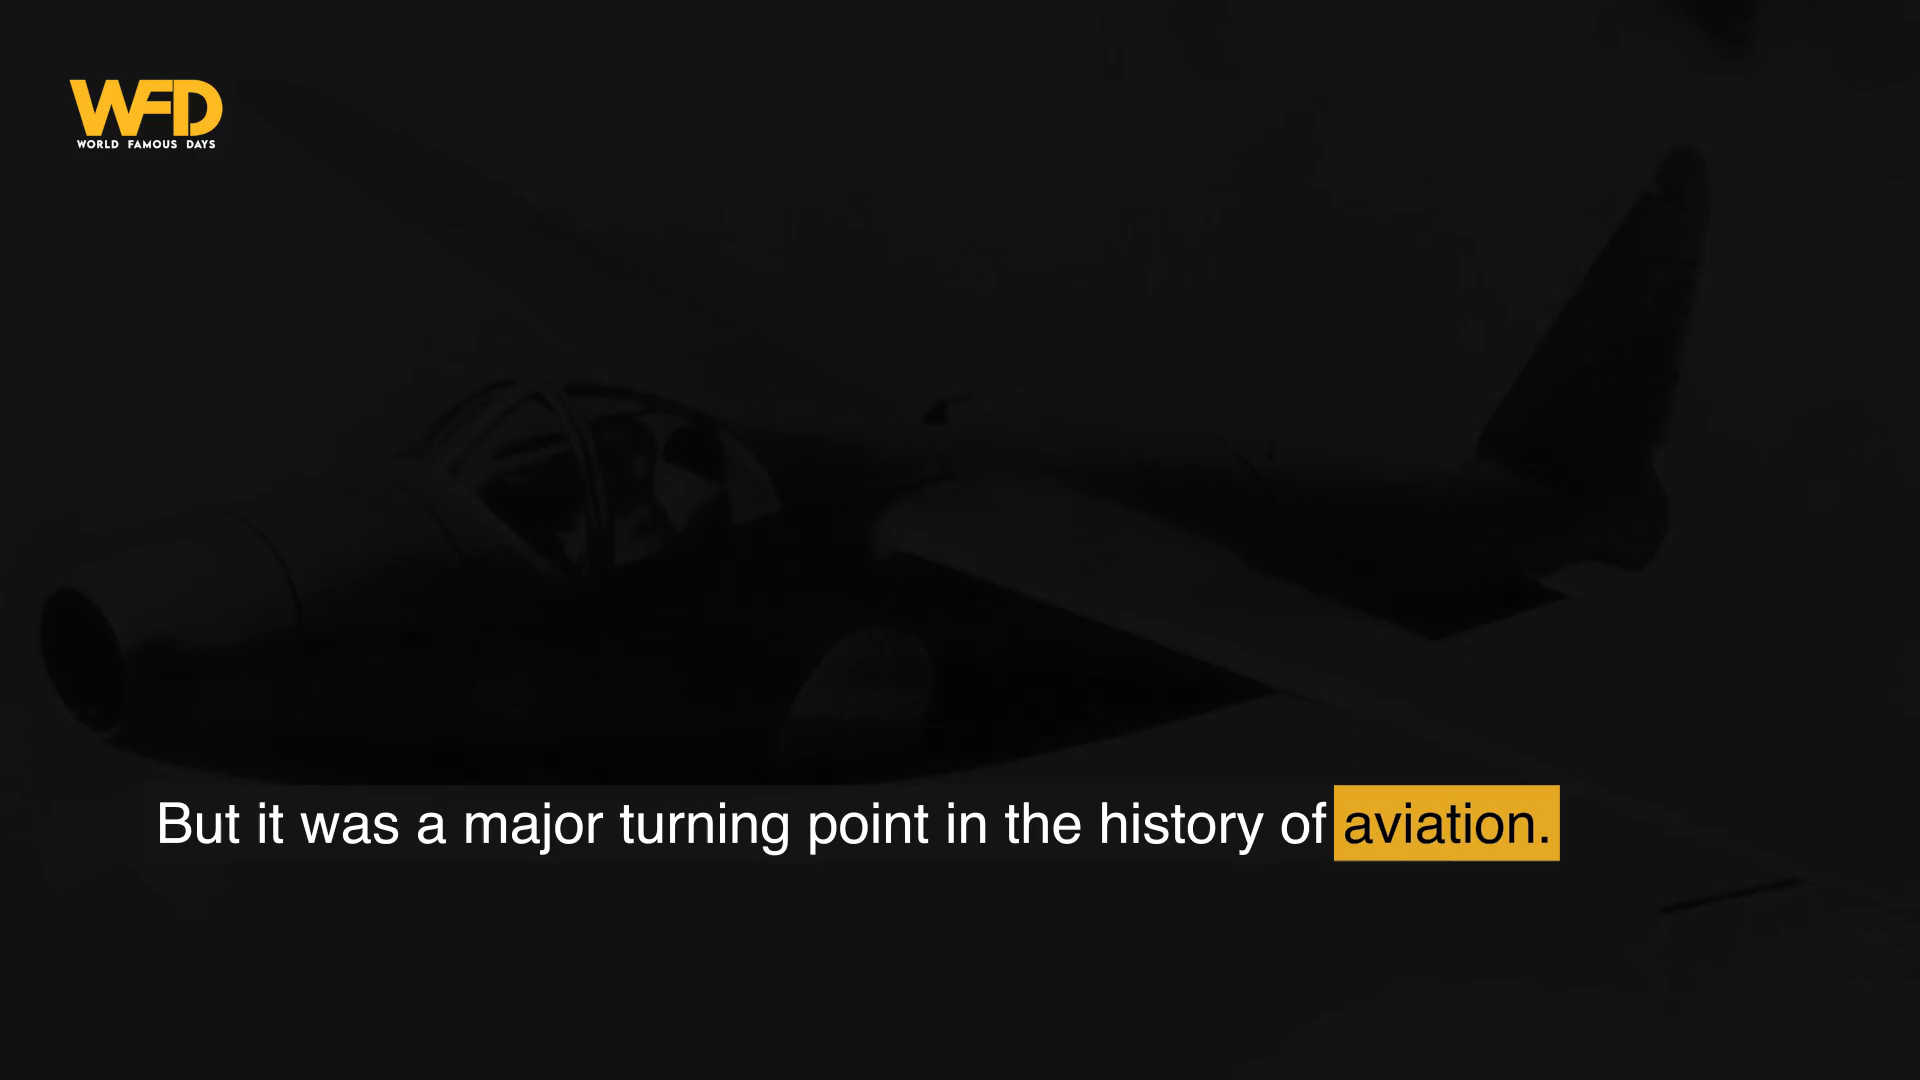 WFD
WORLD FAMOUS DAYS
But it was a major turning point in the history of aviation.